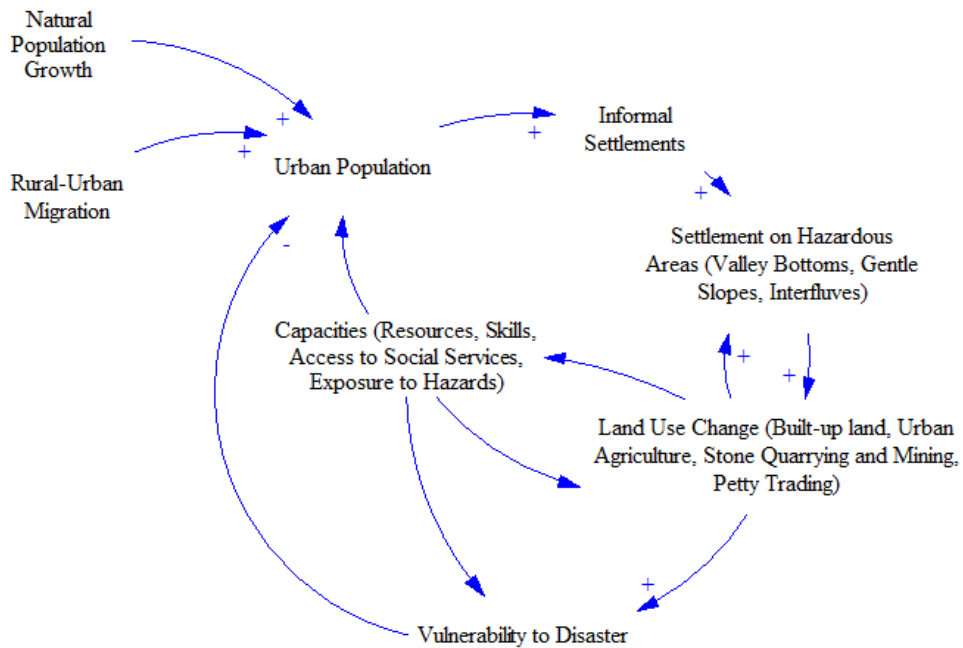 Natural
Population
Growth
+
+
Rural-Urban
Migration
Urban Population
-
+
Informal
Settlements
+
Settlement on Hazardous
Areas (Valley Bottoms, Gentle
Slopes, Interfluves)
Capacities (Resources, Skills,
Access to Social Services,
Exposure to Hazards)
+
+
Land Use Change (Built-up land, Urban
Agriculture, Stone Quarrying and Mining,
Petty Trading)
+
Vulnerability to Disaster